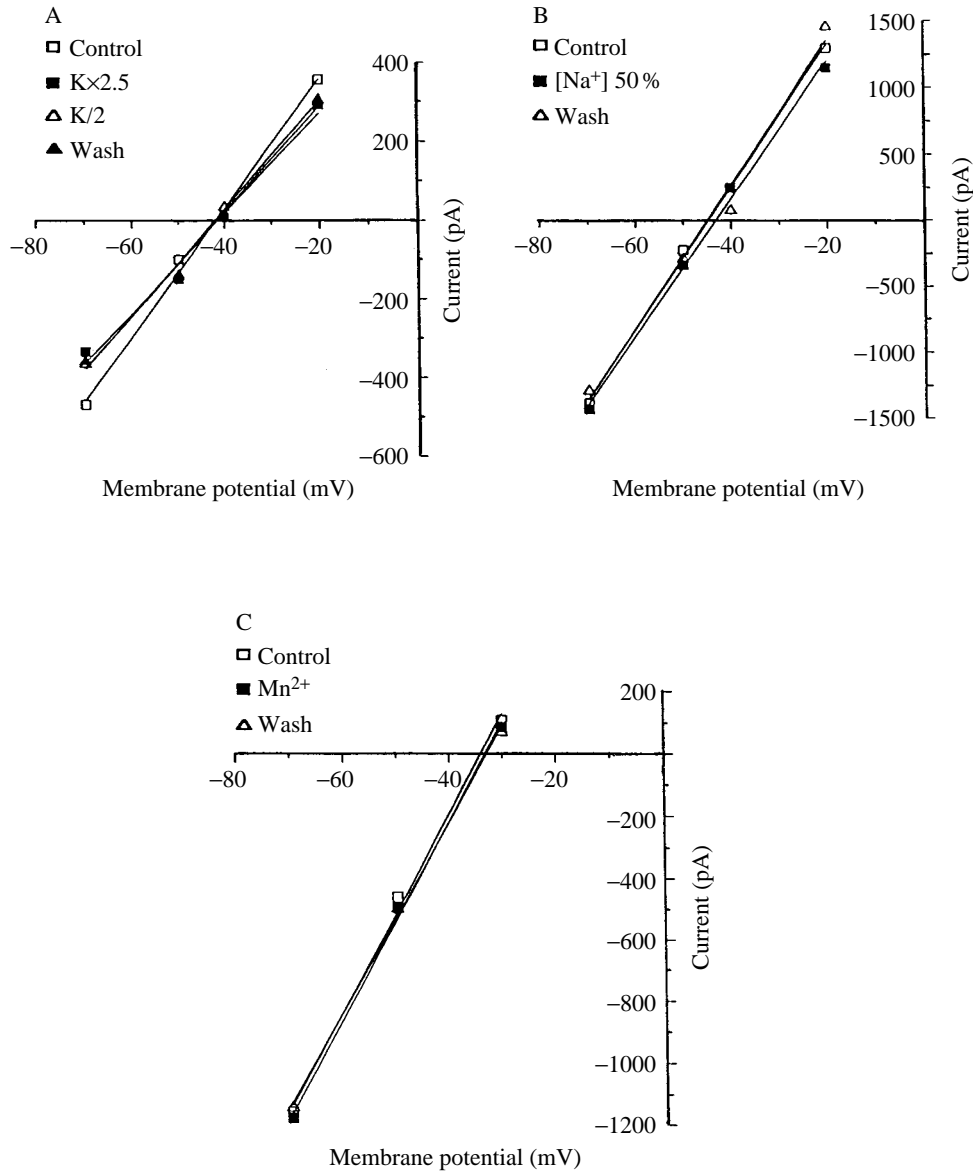 A
Control
K×2.5
K/2
Wash
400
200
−80
−60
−40
−20
−200
−400
−600
Current (pA)
Membrane potential (mV)
B
Control
[Na⁺] 50 %
Wash
1500
1000
500
250
−80
−60
−40
−20
−250
−500
−1000
−1500
Current (pA)
Membrane potential (mV)
C
Control
Mn²⁺
Wash
200
−80
−60
−40
−20
−200
−400
−600
−800
−1000
−1200
Current (pA)
Membrane potential (mV)